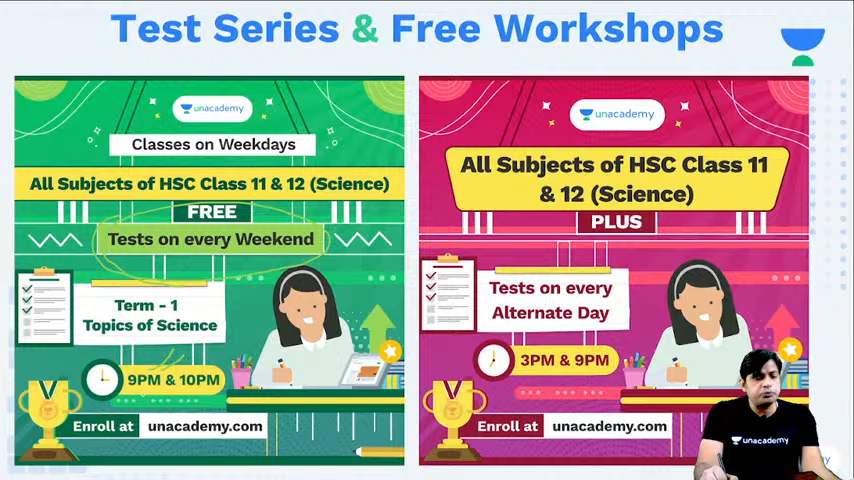 Test Series & Free Workshops
unacademy
Classes on Weekdays
All Subjects of HSC Class 11 & 12 (Science)
FREE
Tests on every Weekend
Term - 1
Topics of Science
9PM & 10PM
Enroll at unacademy.com
unacademy
All Subjects of HSC Class 11
& 12 (Science)
PLUS
Tests on every
Alternate Day
3PM & 9PM
Enroll at unacademy.com
unacademy